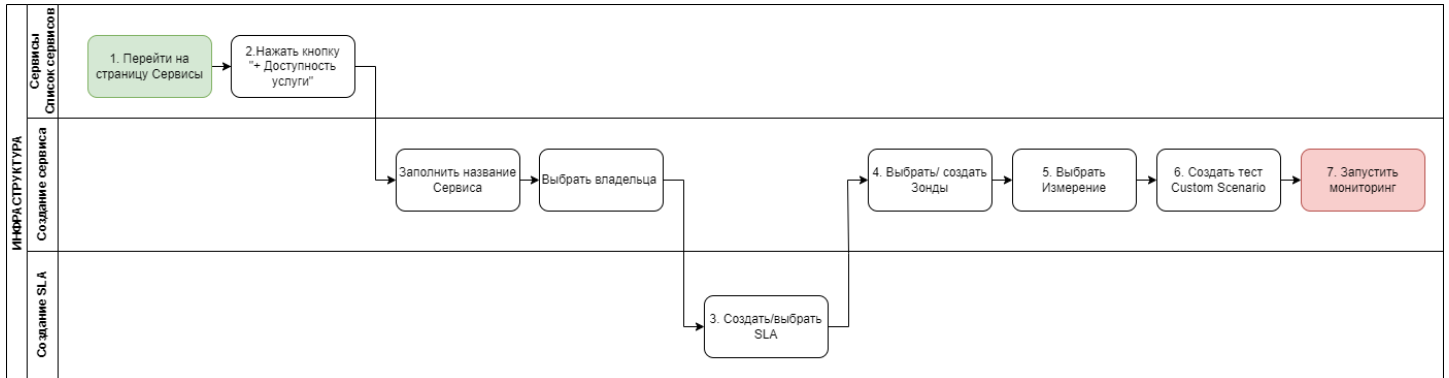 ИНФРАСТРУКТУРА
Сервисы
Список сервисов
1. Перейти на
страницу Сервисы
2.Нажать кнопку
"+ Доступность
услуги"
Создание сервиса
Заполнить название
Сервиса
Выбрать владельца
4. Выбрать/ создать
Зонды
5. Выбрать
Измерение
6. Создать тест
Custom Scenario
7. Запустить
мониторинг
Создание SLA
3. Создать/выбрать
SLA